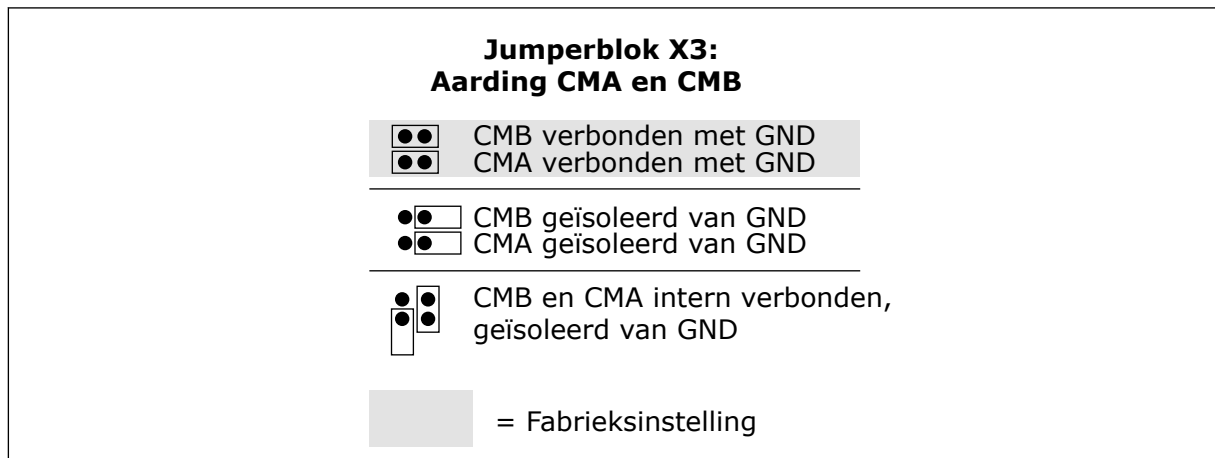 Jumperblok X3:
Aarding CMA en CMB
CMB verbonden met GND
CMA verbonden met GND
CMB geïsoleerd van GND
CMA geïsoleerd van GND
CMB en CMA intern verbonden,
geïsoleerd van GND
= Fabrieksinstelling